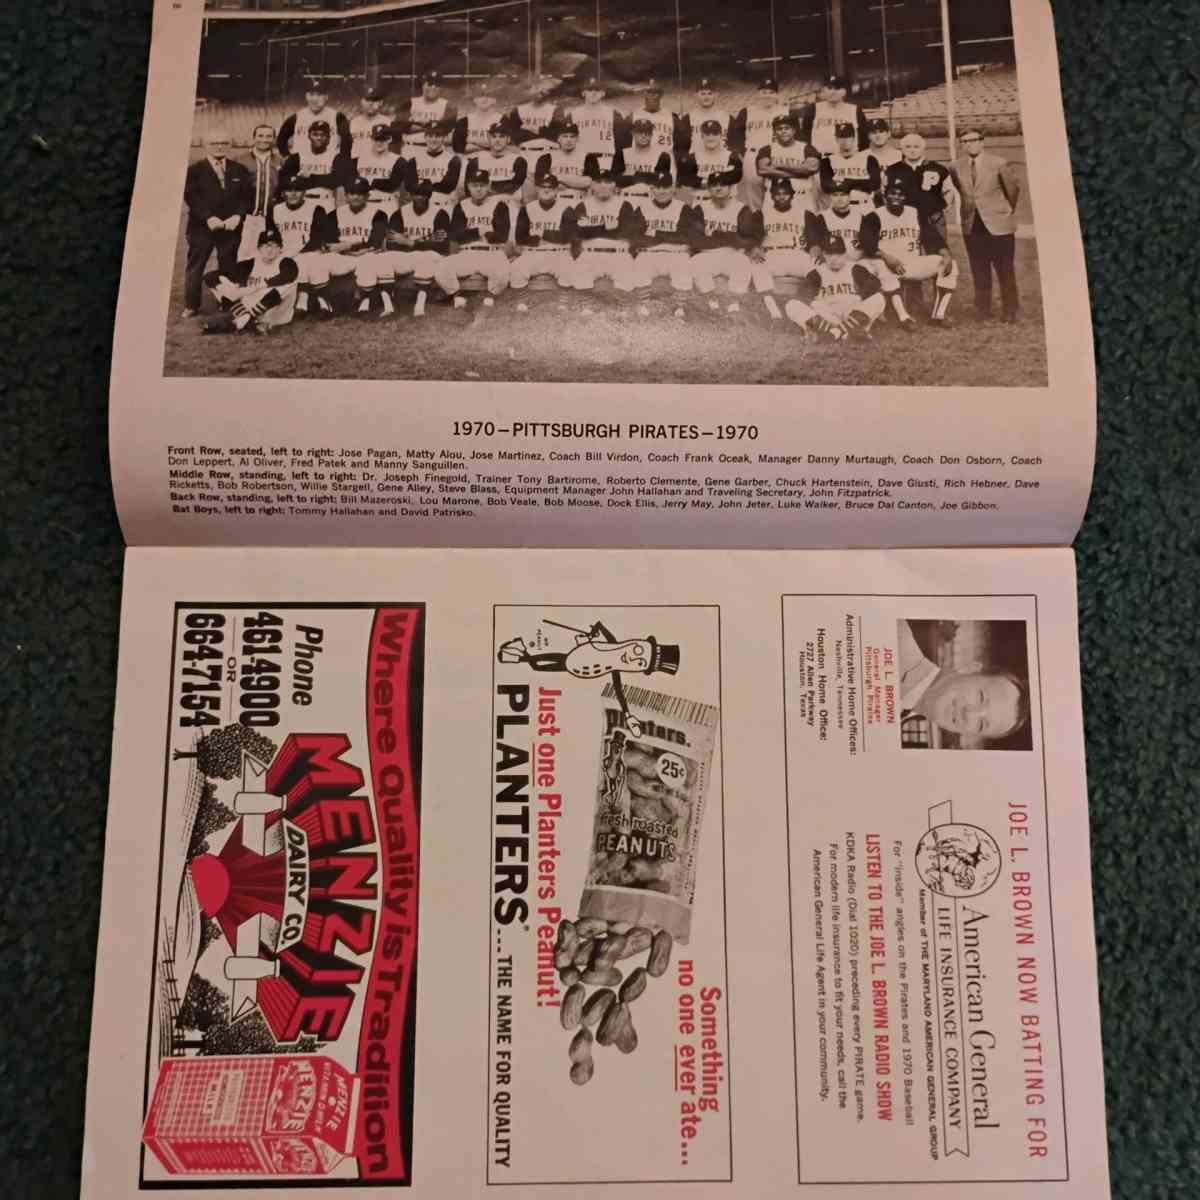 1970—PITTSBURGH PIRATES—1970
Front Row, seated, left to right: Jose Pagan, Matty Alou, Jose Martinez, Coach Bill Virdon, Coach Frank Oceak, Manager Danny Murtaugh, Coach Don Osborn, Coach
Don Leppert, Al Oliver, Fred Patek and Manny Sanguillen.
Middle Row, standing, left to right: Dr. Joseph Finegold, Trainer Tony Bartirome, Roberto Clemente, Gene Garber, Chuck Hartenstein, Dave Giusti, Rich Hebner, Dave
Ricketts, Bob Robertson, Willie Stargell, Gene Alley, Steve Blass, Equipment Manager John Hallahan and Traveling Secretary, John Fitzpatrick.
Back Row, standing, left to right: Bill Mazeroski, Lou Marone, Bob Veale, Bob Moose, Dock Ellis, Jerry May, John Jeter, Luke Walker, Bruce Dal Canton, Joe Gibbon.
Bat Boys, left to right: Tommy Hallahan and David Patrisko.
JOE L. BROWN NOW BATTING FOR
American General
LIFE INSURANCE COMPANY
Member of THE MARYLAND AMERICAN GENERAL GROUP
For "inside" angles on the Pirates and 1970 Baseball
LISTEN TO THE JOE L. BROWN RADIO SHOW
KDKA Radio (Dial 1020) preceding every PIRATE game.
For modern life insurance to fit your needs, call the
American General Life Agent in your community.
JOE L. BROWN
General Manager
Pittsburgh Pirates
Administrative Home Offices:
Nashville, Tennessee
Houston Home Office:
2727 Allen Parkway
Houston, Texas
Something
no one ever ate...
planters.
25¢
fresh roasted
PEANUTS
MR. PEANUT
Just one Planters Peanut!
PLANTERS® ... THE NAME FOR QUALITY
Where Quality is Tradition
Phone
461-4900
OR
664-7154
MENZIE
DAIRY CO.
MENZIE
MENZIE